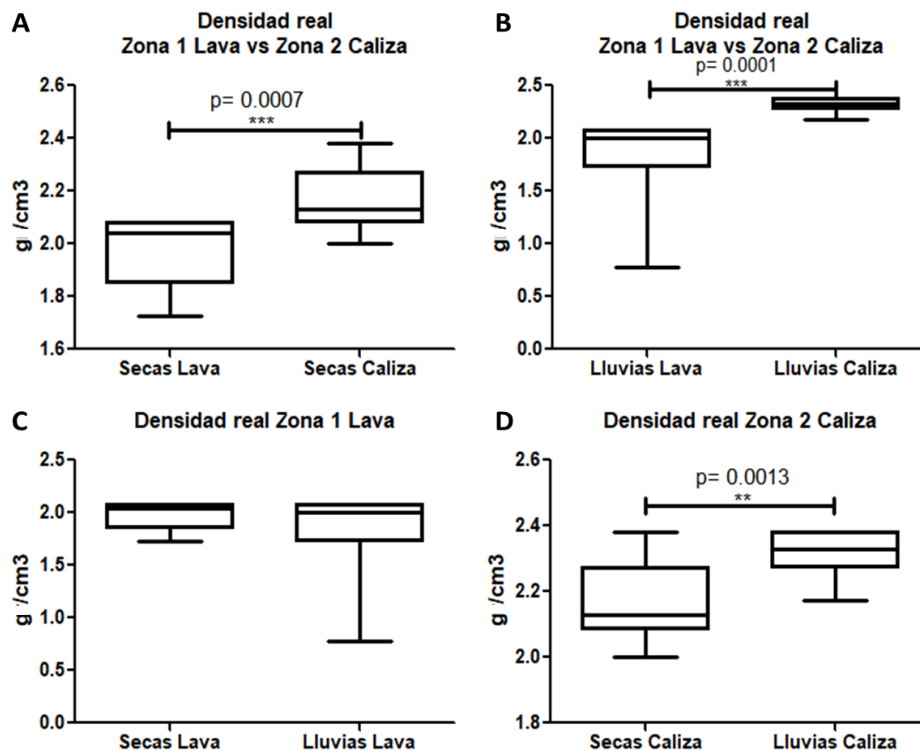 A
Densidad real
Zona 1 Lava vs Zona 2 Caliza
2.6
2.4
2.2
2.0
1.8
1.6
g /cm3
p= 0.0007
***
Secas Lava
Secas Caliza
B
Densidad real
Zona 1 Lava vs Zona 2 Caliza
2.5
2.0
1.5
1.0
0.5
0.0
g /cm3
p= 0.0001
***
Lluvias Lava
Lluvias Caliza
C
Densidad real Zona 1 Lava
2.5
2.0
1.5
1.0
0.5
0.0
g /cm3
Secas Lava
Lluvias Lava
D
Densidad real Zona 2 Caliza
2.6
2.4
2.2
2.0
1.8
g /cm3
p= 0.0013
**
Secas Caliza
Lluvias Caliza